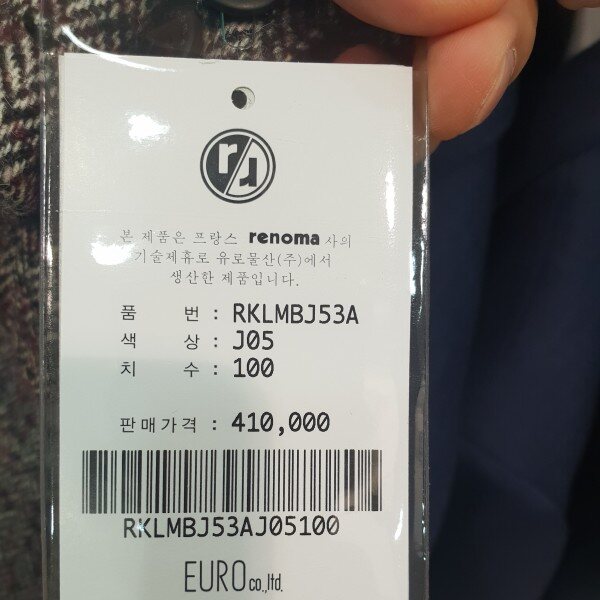 본 제품은 프랑스 renoma 사의
기술제휴로 유로물산(주)에서
생산한 제품입니다.
품 번 : RKLMBJ53A
색 상 : J05
치 수 : 100
판매가격 : 410,000
RKLMBJ53AJ05100
EURO co.,ltd.